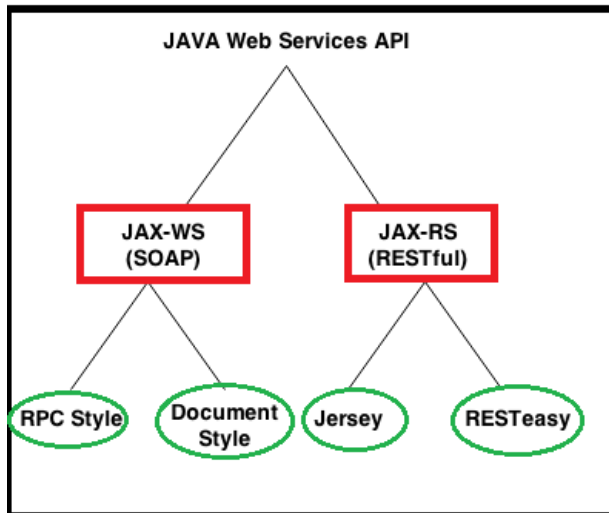 JAVA Web Services API
JAX-WS
(SOAP)
JAX-RS
(RESTful)
RPC Style
Document
Style
Jersey
RESTeasy